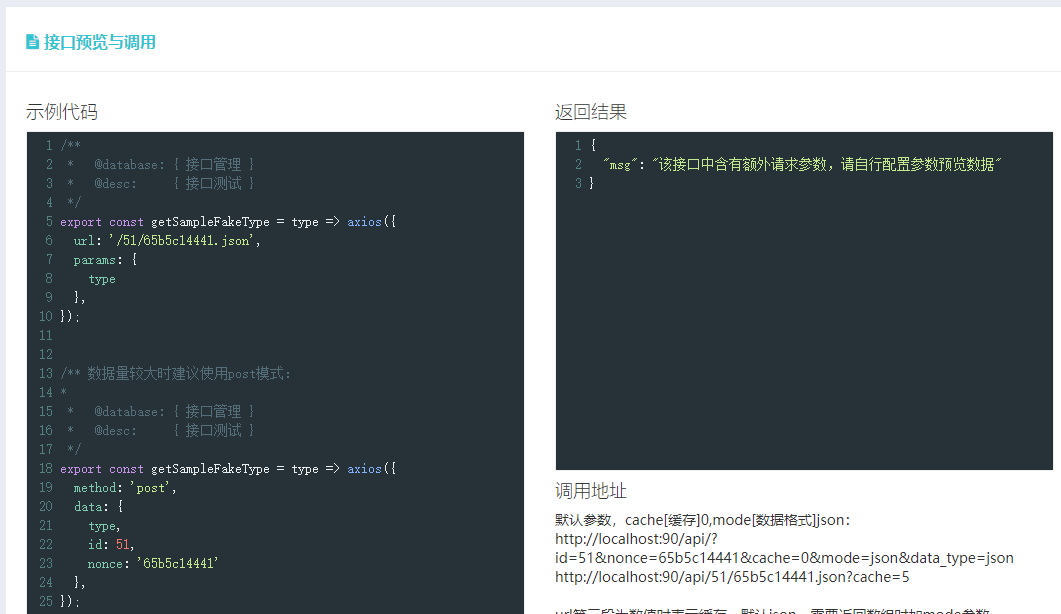 接口预览与调用
示例代码
1 /**
2  *   @database: { 接口管理 }
3  *   @desc:     { 接口测试 }
4  */
5 export const getSampleFakeType = type => axios({
6   url: '/51/65b5c14441.json',
7   params: {
8     type
9   },
10 });
11
12
13 /** 数据量较大时建议使用post模式:
14 *
15  *   @database: { 接口管理 }
16  *   @desc:     { 接口测试 }
17  */
18 export const getSampleFakeType = type => axios({
19   method: 'post',
20   data: {
21     type,
22     id: 51,
23     nonce: '65b5c14441'
24   },
25 });
返回结果
1 {
2   "msg": "该接口中含有额外请求参数，请自行配置参数预览数据"
3 }
调用地址
默认参数，cache[缓存]0,mode[数据格式]json：
http://localhost:90/api/?
id=51&nonce=65b5c14441&cache=0&mode=json&data_type=json
http://localhost:90/api/51/65b5c14441.json?cache=5